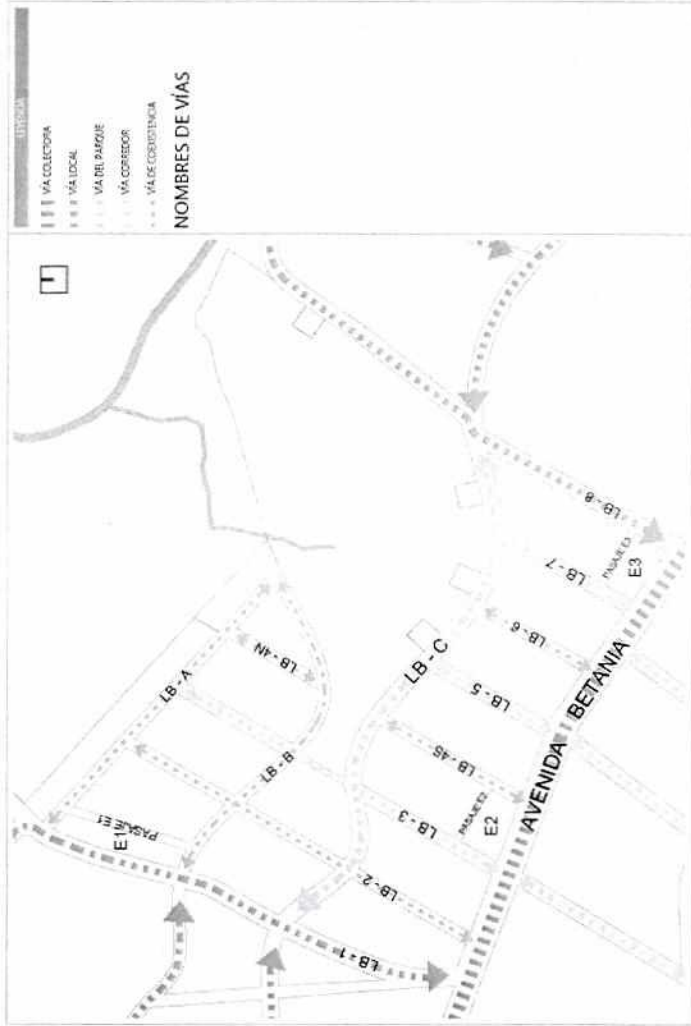 LEYENDA
VÍA COLECTORA
VÍA LOCAL
VÍA DEL PARQUE
VÍA CORREDOR
VÍA DE COEXISTENCIA
NOMBRES DE VÍAS
LB - A
LB - 4N
LB - B
PASAJE E1
E1
LB - C
LB - 1
LB - 2
LB - 3
LB - 4S
LB - 5
LB - 6
LB - 7
LB - 8
PASAJE E2
E2
PASAJE E3
E3
AVENIDA BETANIA